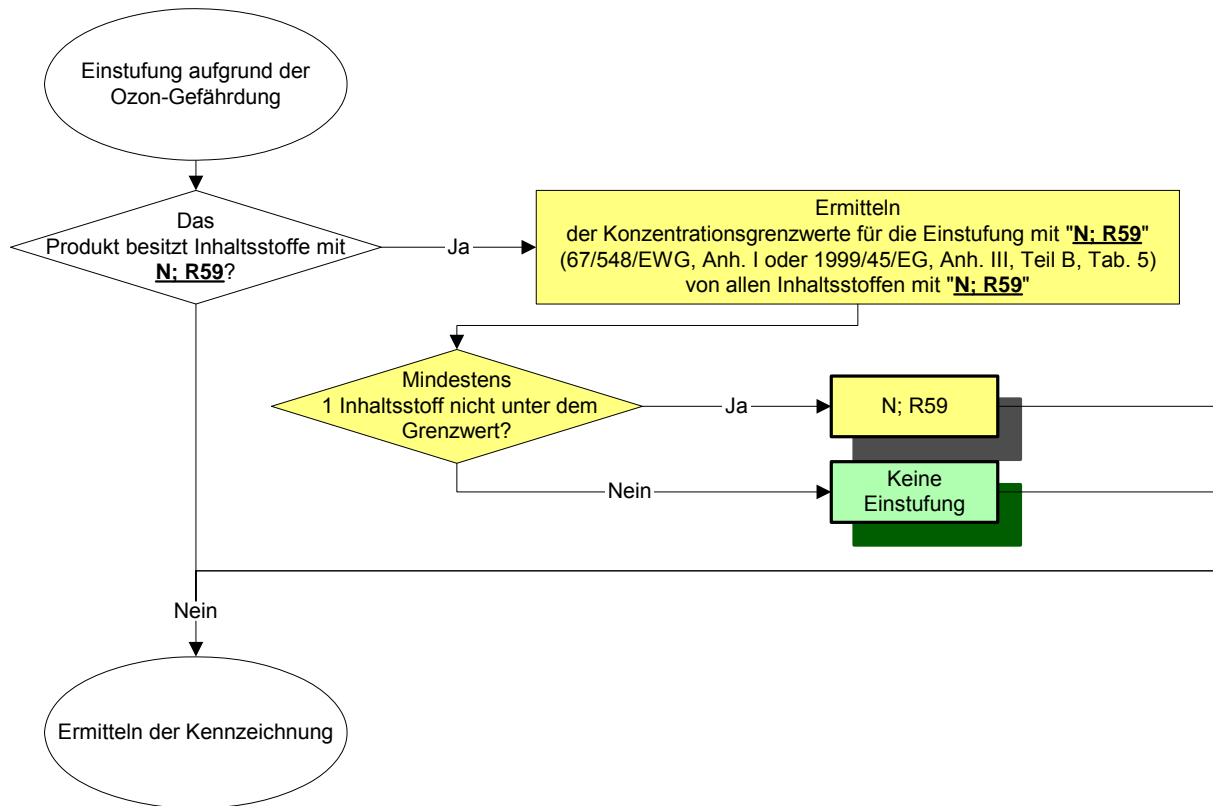 Einstufung aufgrund der
Ozon-Gefährdung
Das
Produkt besitzt Inhaltsstoffe mit
N; R59?
Ja
Ermitteln
der Konzentrationsgrenzwerte für die Einstufung mit "N; R59"
(67/548/EWG, Anh. I oder 1999/45/EG, Anh. III, Teil B, Tab. 5)
von allen Inhaltsstoffen mit "N; R59"
Mindestens
1 Inhaltsstoff nicht unter dem
Grenzwert?
Ja
N; R59
Nein
Keine
Einstufung
Nein
Ermitteln der Kennzeichnung